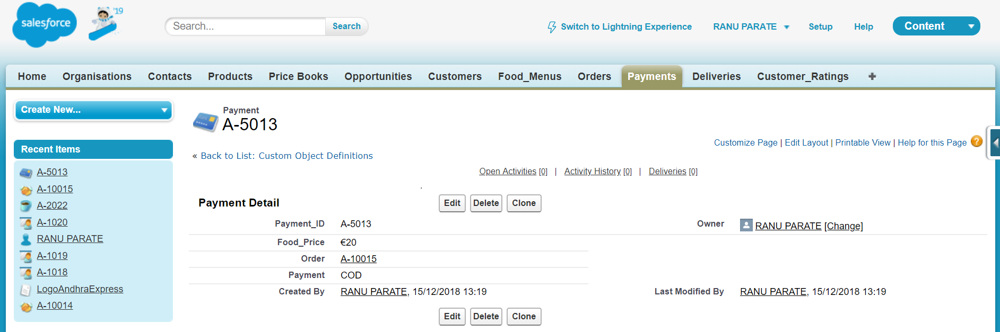 salesforce '19 Search... Search Switch to Lightning Experience RANU PARATE Setup Help Content
Home Organisations Contacts Products Price Books Opportunities Customers Food_Menus Orders Payments Deliveries Customer_Ratings +
Create New...
Recent Items
A-5013
A-10015
A-2022
A-1020
RANU PARATE
A-1019
A-1018
LogoAndhraExpress
A-10014
Payment
A-5013
Customize Page | Edit Layout | Printable View | Help for this Page ?
« Back to List: Custom Object Definitions
Open Activities [0] | Activity History [0] | Deliveries [0]
.
Payment Detail Edit Delete Clone
Payment_ID A-5013 Owner RANU PARATE [Change]
Food_Price €20
Order A-10015
Payment COD
Created By RANU PARATE, 15/12/2018 13:19 Last Modified By RANU PARATE, 15/12/2018 13:19
Edit Delete Clone